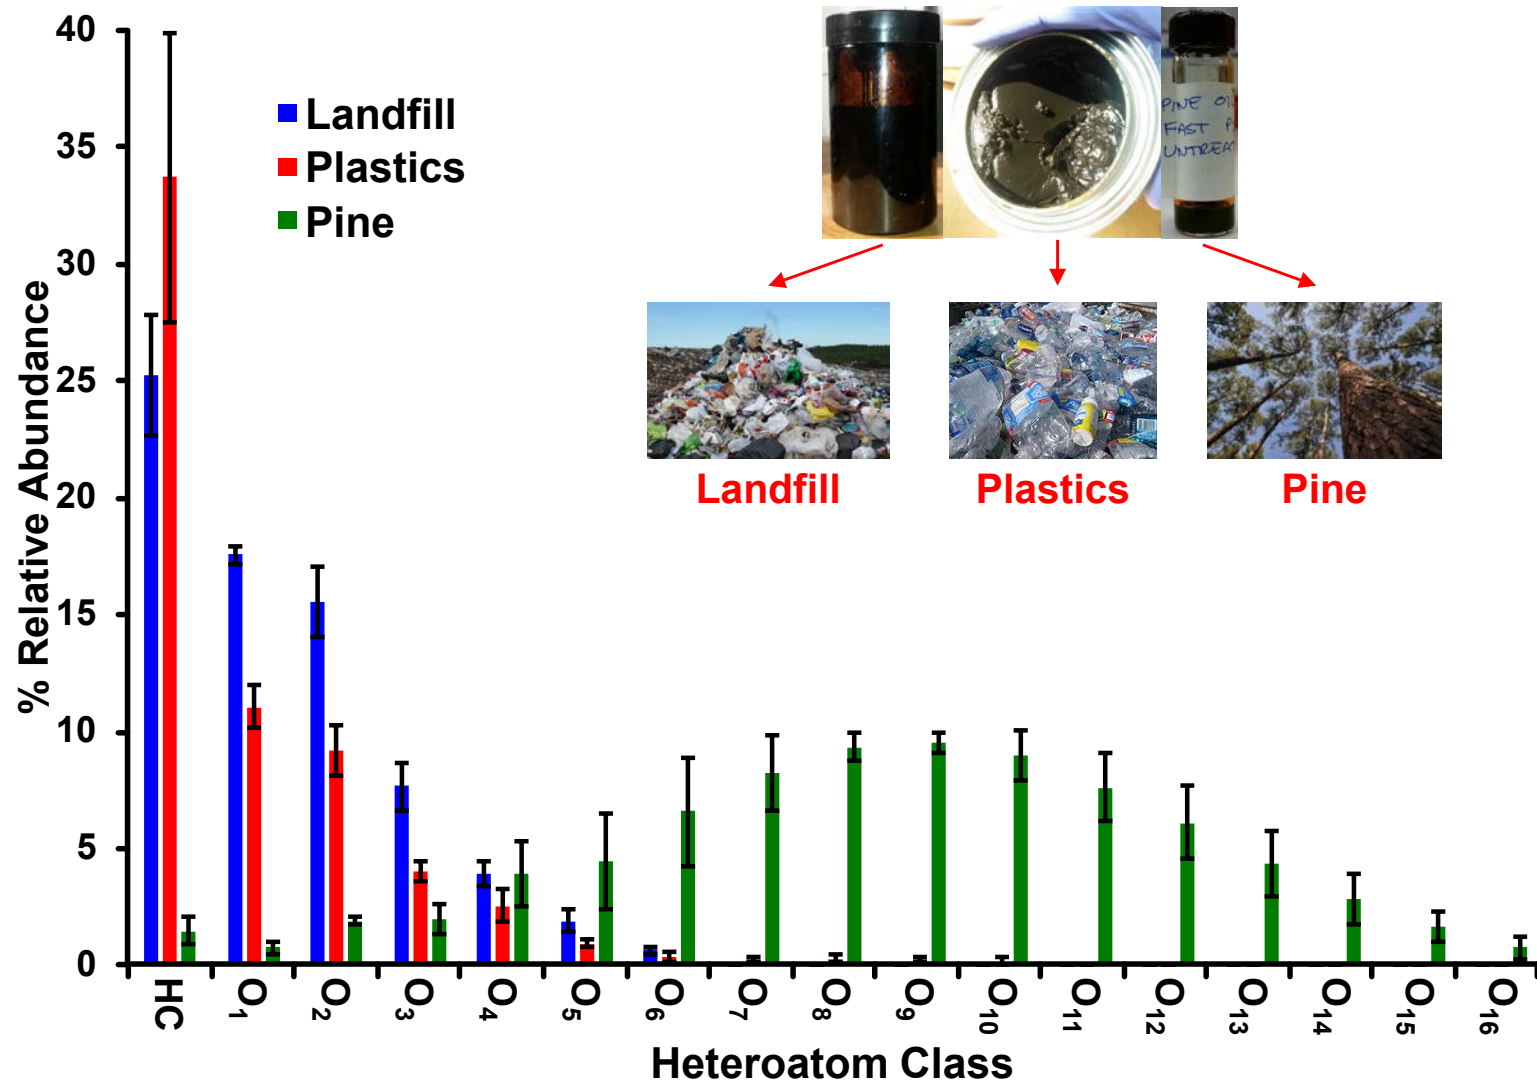 40
35
30
25
20
15
10
5
0
% Relative Abundance
Landfill
Plastics
Pine
PINE
FAST
UNTREA
Landfill
Plastics
Pine
HC
O1
O2
O3
O4
O5
O6
O7
O8
O9
O10
O11
O12
O13
O14
O15
O16
Heteroatom Class